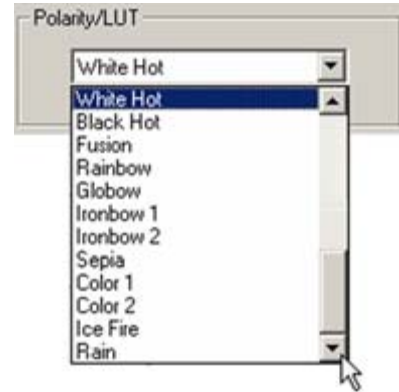 Polarity/LUT
White Hot
White Hot
Black Hot
Fusion
Rainbow
Globow
Ironbow 1
Ironbow 2
Sepia
Color 1
Color 2
Ice Fire
Rain